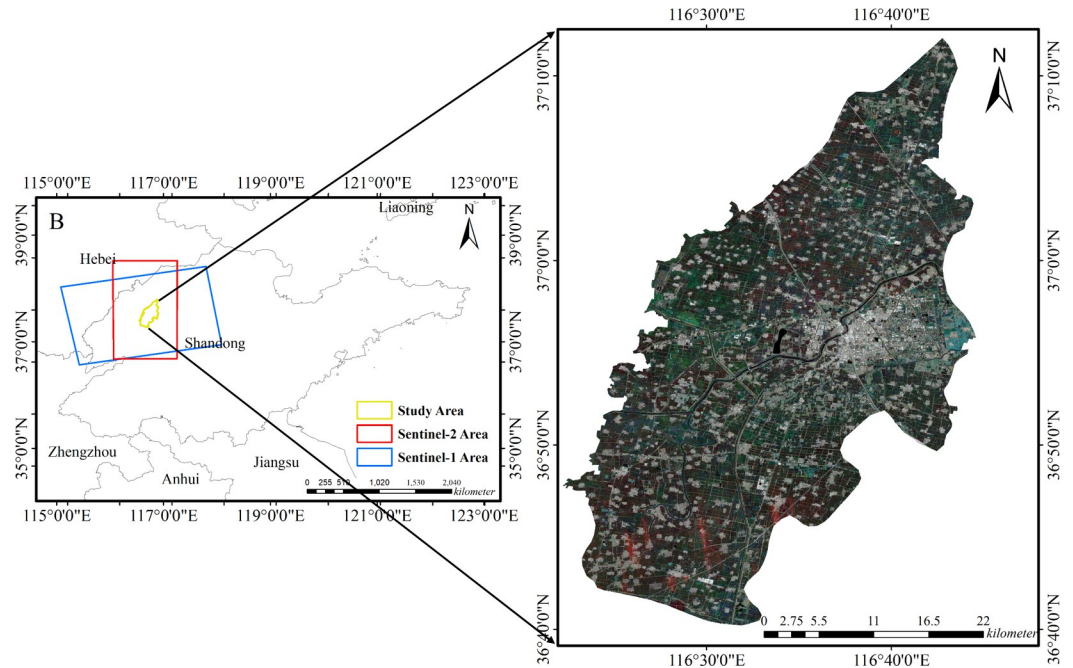 115°0'0"E 117°0'0"E 119°0'0"E 121°0'0"E 123°0'0"E
39°0'0"N
37°0'0"N
35°0'0"N
B
Liaoning
N
Hebei
Shandong
Study Area
Sentinel-2 Area
Sentinel-1 Area
Zhengzhou
Jiangsu
Anhui
0 255 510 1,020 1,530 2,040
kilometer
39°0'0"N
37°0'0"N
35°0'0"N
115°0'0"E 117°0'0"E 119°0'0"E 121°0'0"E 123°0'0"E
116°30'0"E 116°40'0"E
37°10'0"N
37°0'0"N
36°50'0"N
36°40'0"N
N
37°10'0"N
37°0'0"N
36°50'0"N
36°40'0"N
0 2.75 5.5 11 16.5 22
kilometer
116°30'0"E 116°40'0"E